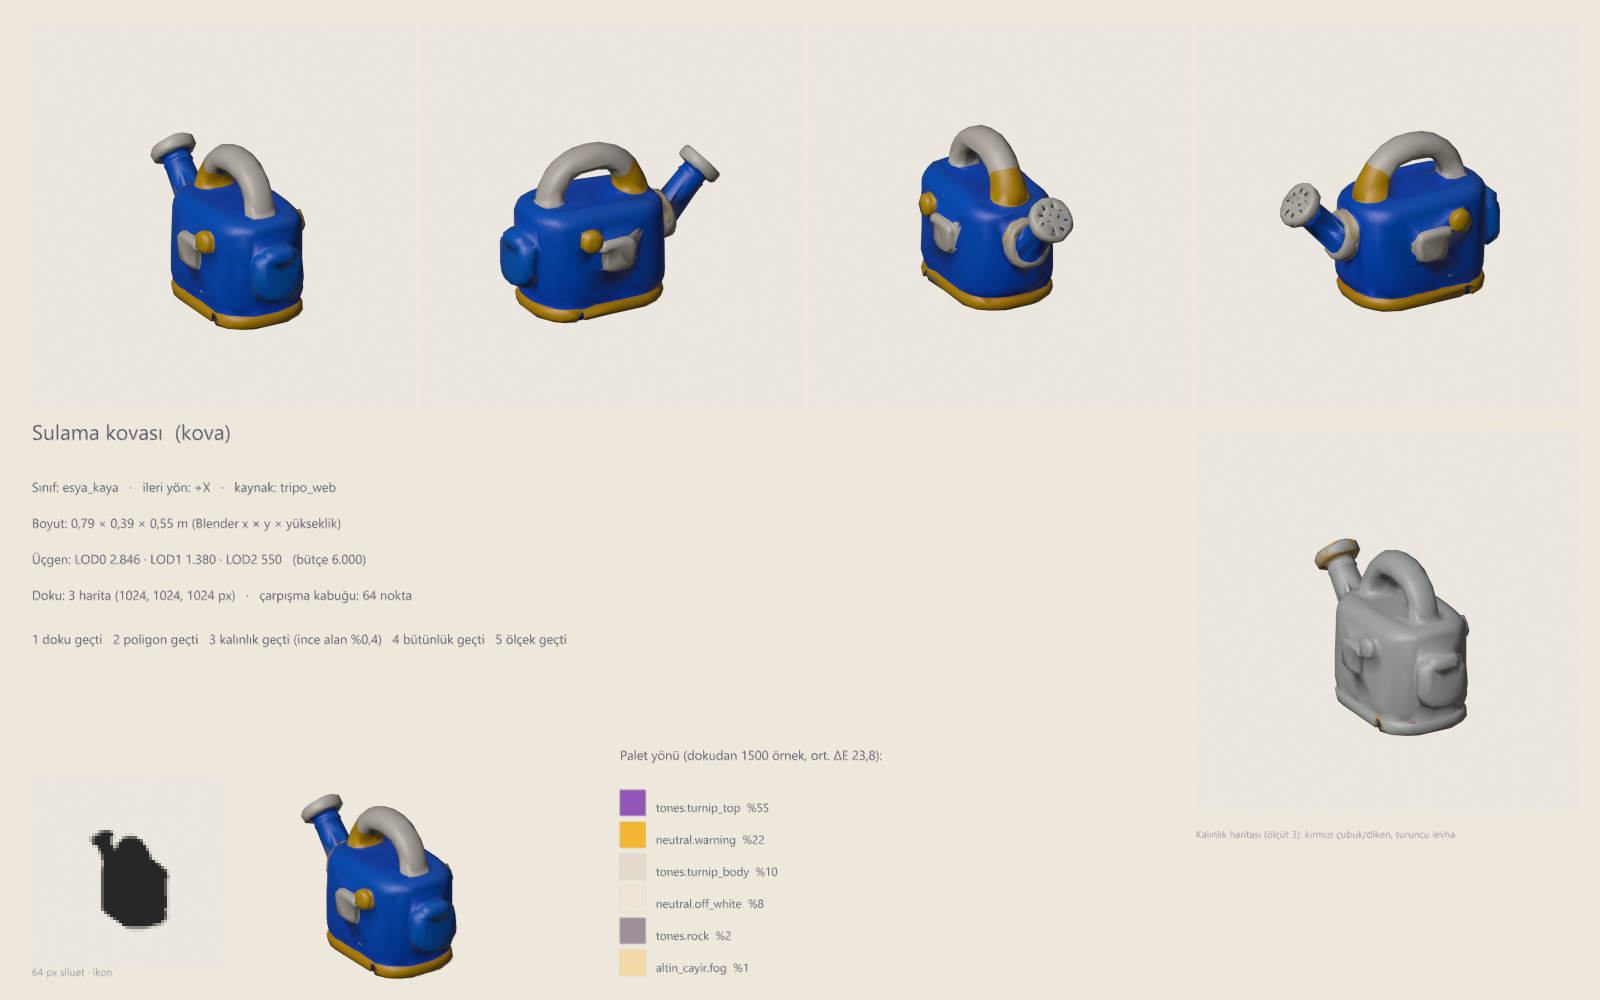 Sulama kovası (kova)
Sınıf: esya_kaya · ileri yön: +X · kaynak: tripo_web
Boyut: 0,79 × 0,39 × 0,55 m (Blender x × y × yükseklik)
Üçgen: LOD0 2.846 · LOD1 1.380 · LOD2 550 (bütçe 6.000)
Doku: 3 harita (1024, 1024, 1024 px) · çarpışma kabuğu: 64 nokta
1 doku geçti 2 poligon geçti 3 kalınlık geçti (ince alan %0,4) 4 bütünlük geçti 5 ölçek geçti
Palet yönü (dokudan 1500 örnek, ort. ΔE 23,8):
tones.turnip_top %55
neutral.warning %22
tones.turnip_body %10
neutral.off_white %8
tones.rock %2
altin_cayir.fog %1
Kalınlık haritası (ölçüt 3): kırmızı çubuk/diken, turuncu levha
64 px siluet · ikon